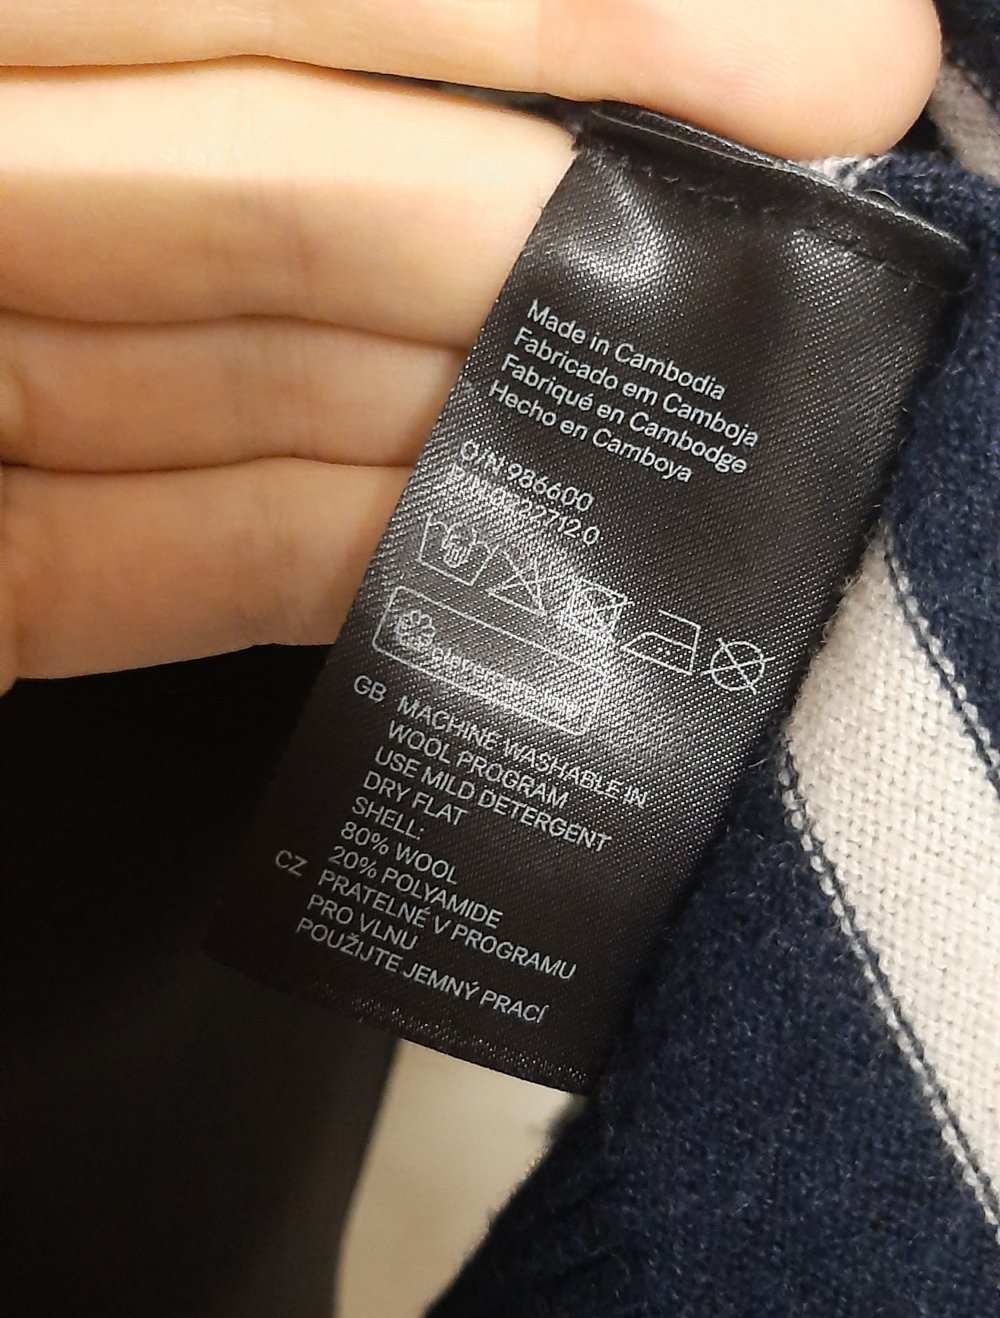 Made in Cambodia
Fabricado em Camboja
Fabriqué en Cambodge
Hecho en Camboya
O/N:986600
GB MACHINE WASHABLE IN
WOOL PROGRAM
USE MILD DETERGENT
DRY FLAT
SHELL:
80% WOOL
20% POLYAMIDE
CZ PRATELNÉ V PROGRAMU
PRO VLNU
POUŽIJTE JEMNÝ PRACÍ